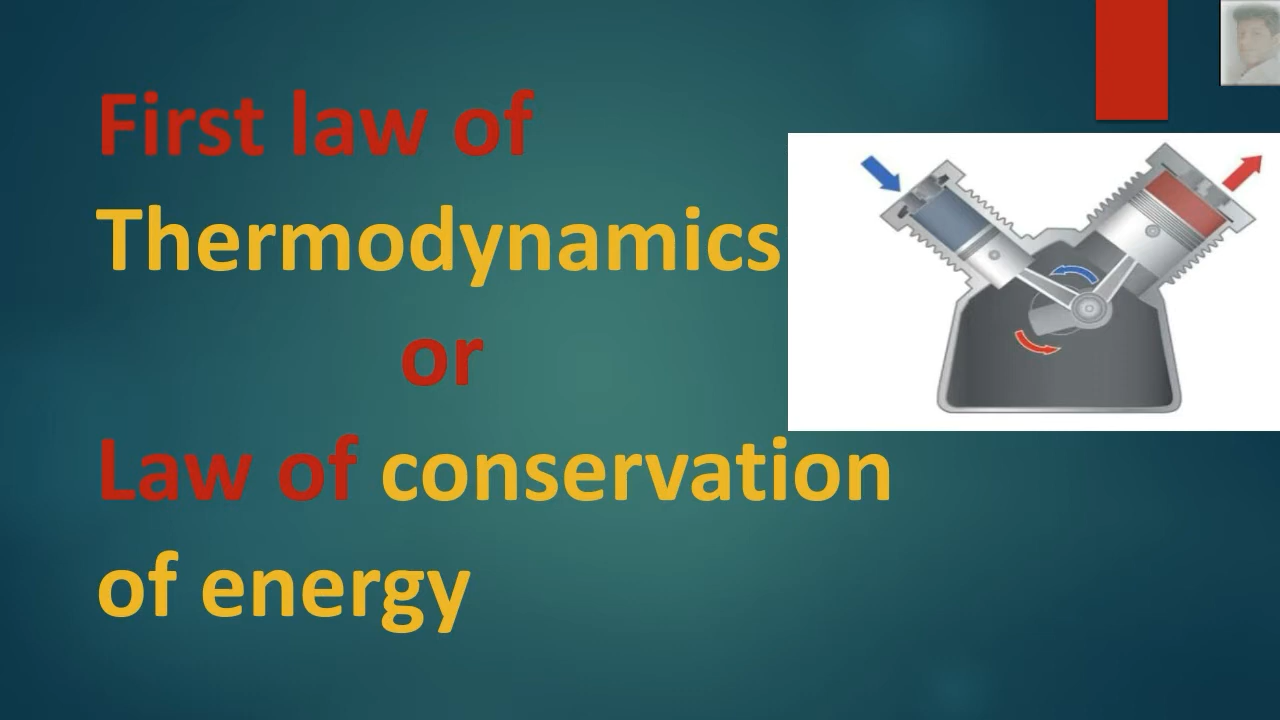 First law of
Thermodynamics
or
Law of conservation
of energy